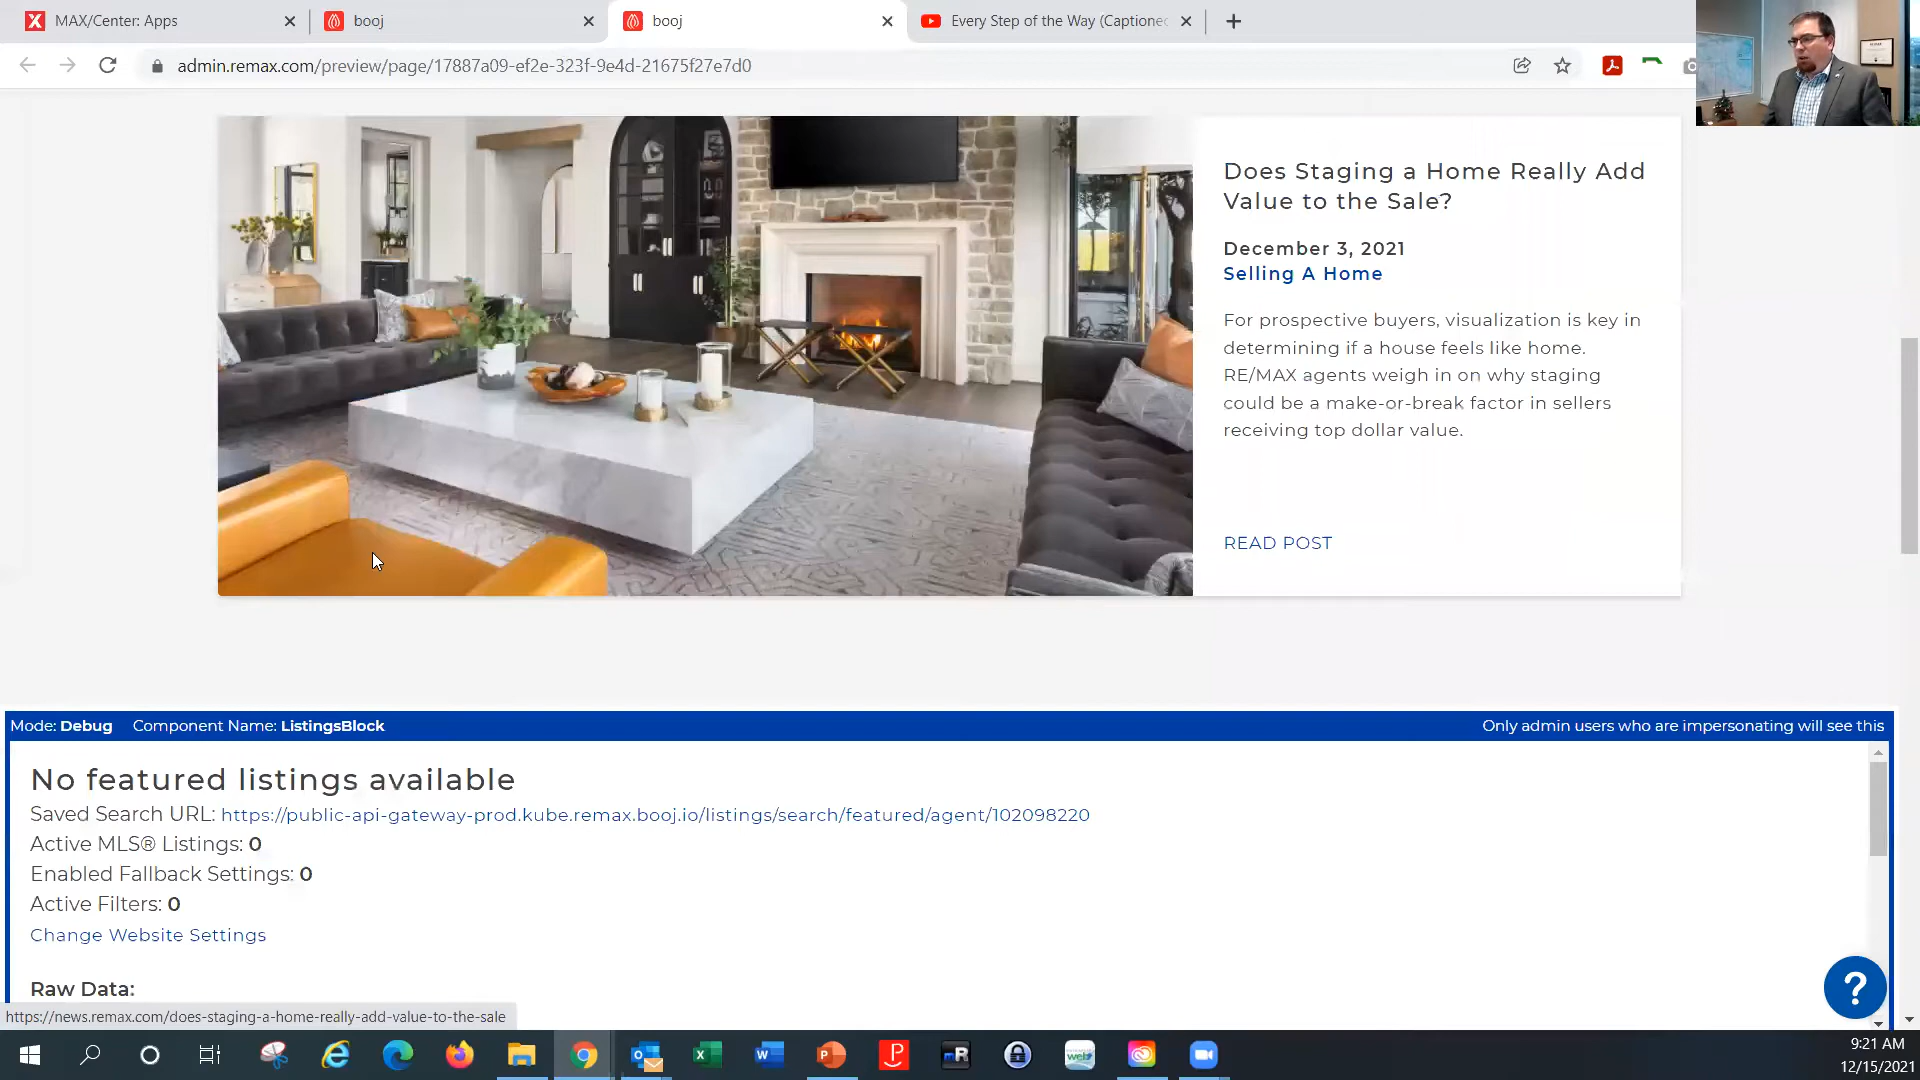 MAX/Center: Apps
booj
booj
Every Step of the Way (Captioned
admin.remax.com/preview/page/17887a09-ef2e-323f-9e4d-21675f27e7d0
Does Staging a Home Really Add
Value to the Sale?
December 3, 2021
Selling A Home
For prospective buyers, visualization is key in
determining if a house feels like home.
RE/MAX agents weigh in on why staging
could be a make-or-break factor in sellers
receiving top dollar value.
READ POST
Mode: Debug Component Name: ListingsBlock Only admin users who are impersonating will see this
No featured listings available
Saved Search URL: https://public-api-gateway-prod.kube.remax.booj.io/listings/search/featured/agent/102098220
Active MLS® Listings: 0
Enabled Fallback Settings: 0
Active Filters: 0
Change Website Settings
Raw Data:
?
https://news.remax.com/does-staging-a-home-really-add-value-to-the-sale
mR
web
9:21 AM
12/15/2021